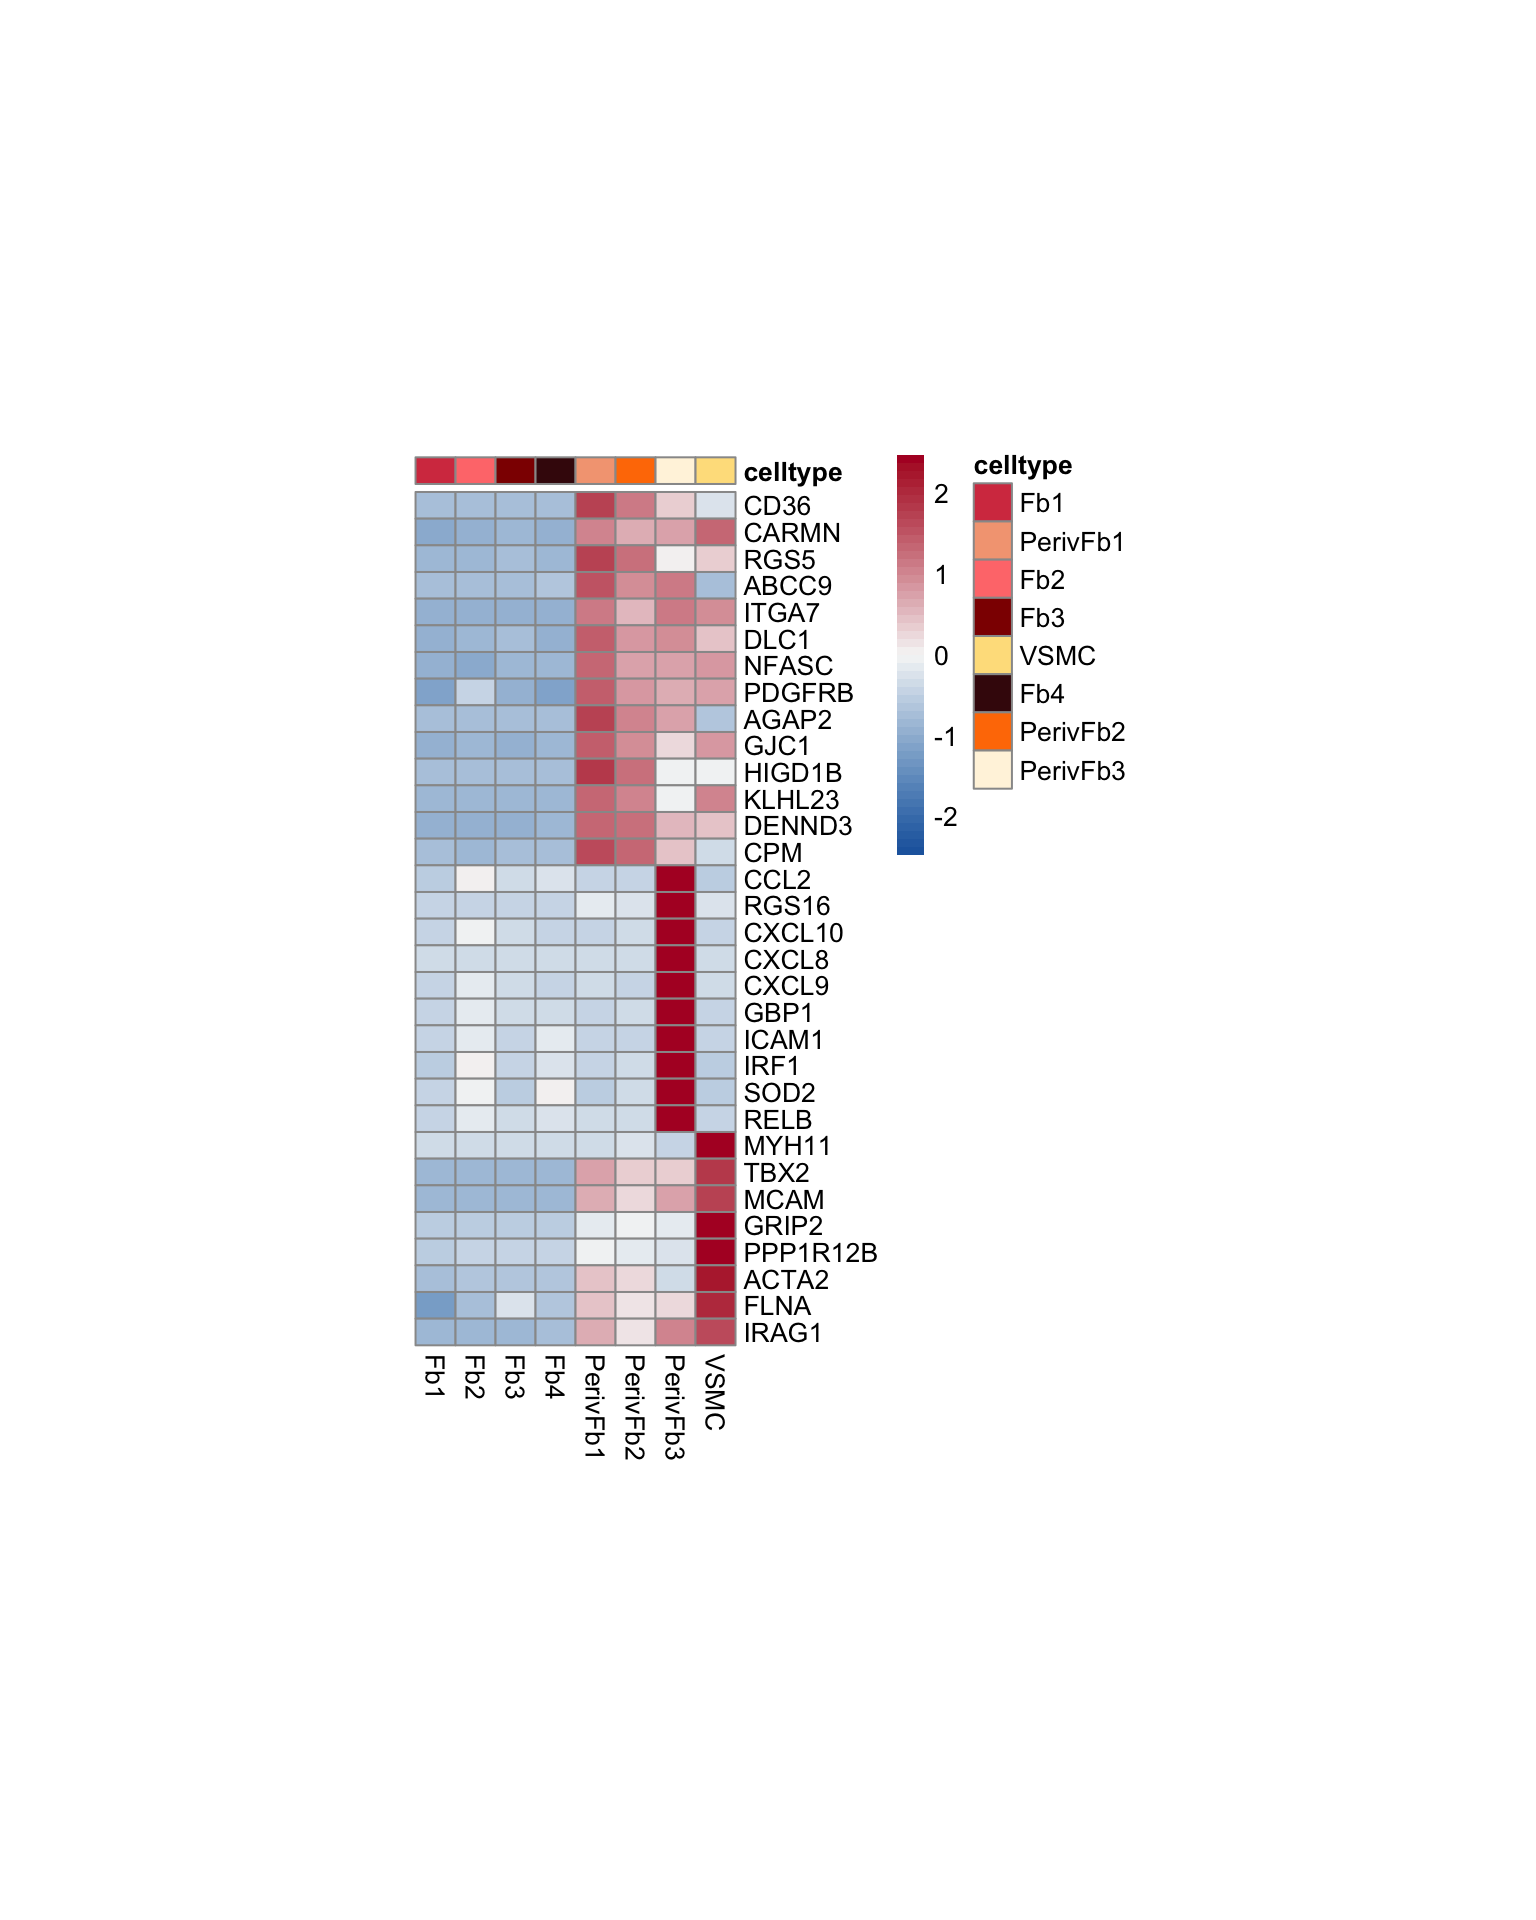 celltype
CD36
CARMN
RGS5
ABCC9
ITGA7
DLC1
NFASC
PDGFRB
AGAP2
GJC1
HIGD1B
KLHL23
DENND3
CPM
CCL2
RGS16
CXCL10
CXCL8
CXCL9
GBP1
ICAM1
IRF1
SOD2
RELB
MYH11
TBX2
MCAM
GRIP2
PPP1R12B
ACTA2
FLNA
IRAG1
Fb1
Fb2
Fb3
Fb4
PerivFb1
PerivFb2
PerivFb3
VSMC
2
1
0
-1
-2
celltype
Fb1
PerivFb1
Fb2
Fb3
VSMC
Fb4
PerivFb2
PerivFb3